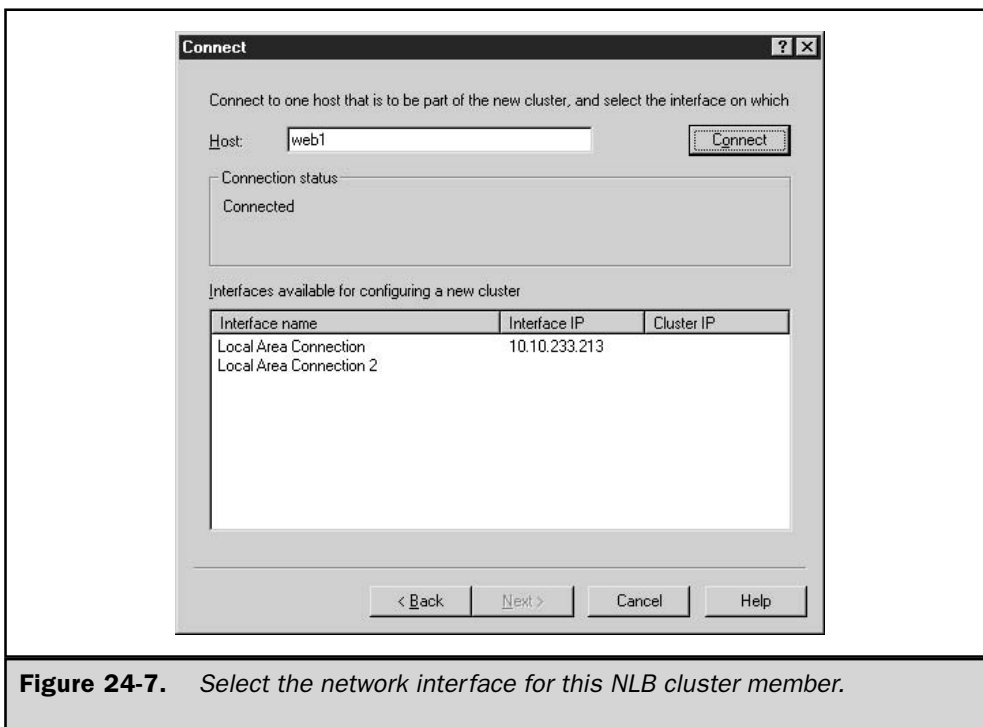 Connect
Connect to one host that is to be part of the new cluster, and select the interface on which
Host: web1 Connect
Connection status
Connected
Interfaces available for configuring a new cluster
Interface name Interface IP Cluster IP
Local Area Connection 10.10.233.213
Local Area Connection 2
< Back Next > Cancel Help
Figure 24-7. Select the network interface for this NLB cluster member.